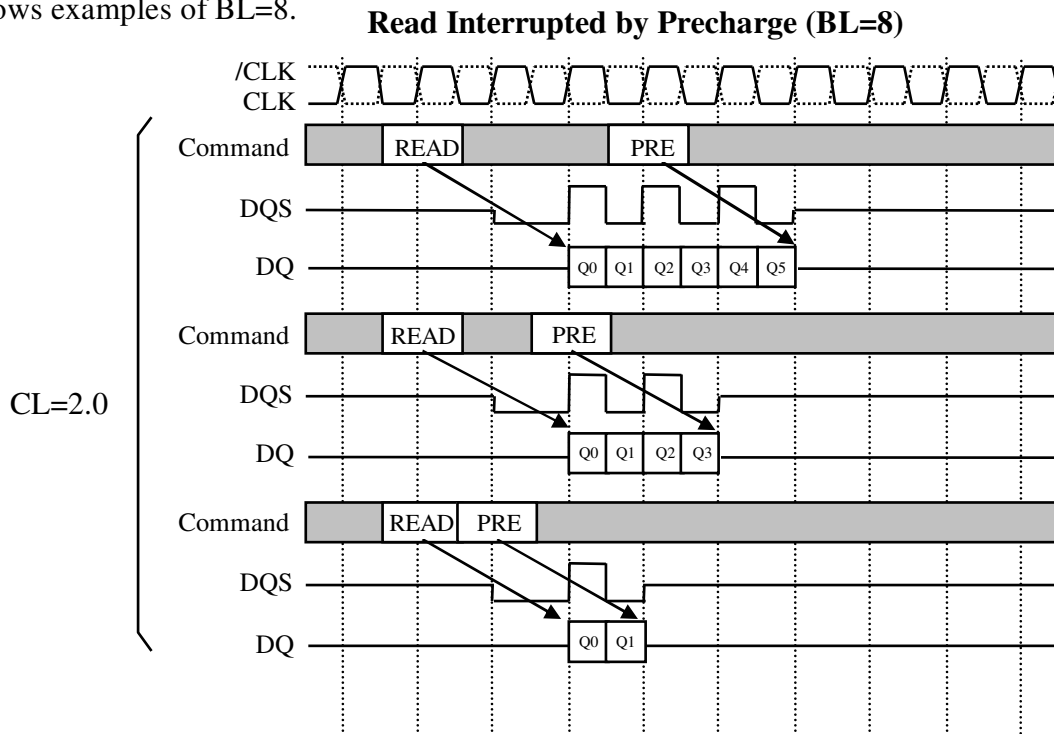 ows examples of BL=8.
Read Interrupted by Precharge (BL=8)
/CLK
CLK
Command READ PRE
DQS
DQ Q0 Q1 Q2 Q3 Q4 Q5
Command READ PRE
DQS
CL=2.0
DQ Q0 Q1 Q2 Q3
Command READ PRE
DQS
DQ Q0 Q1